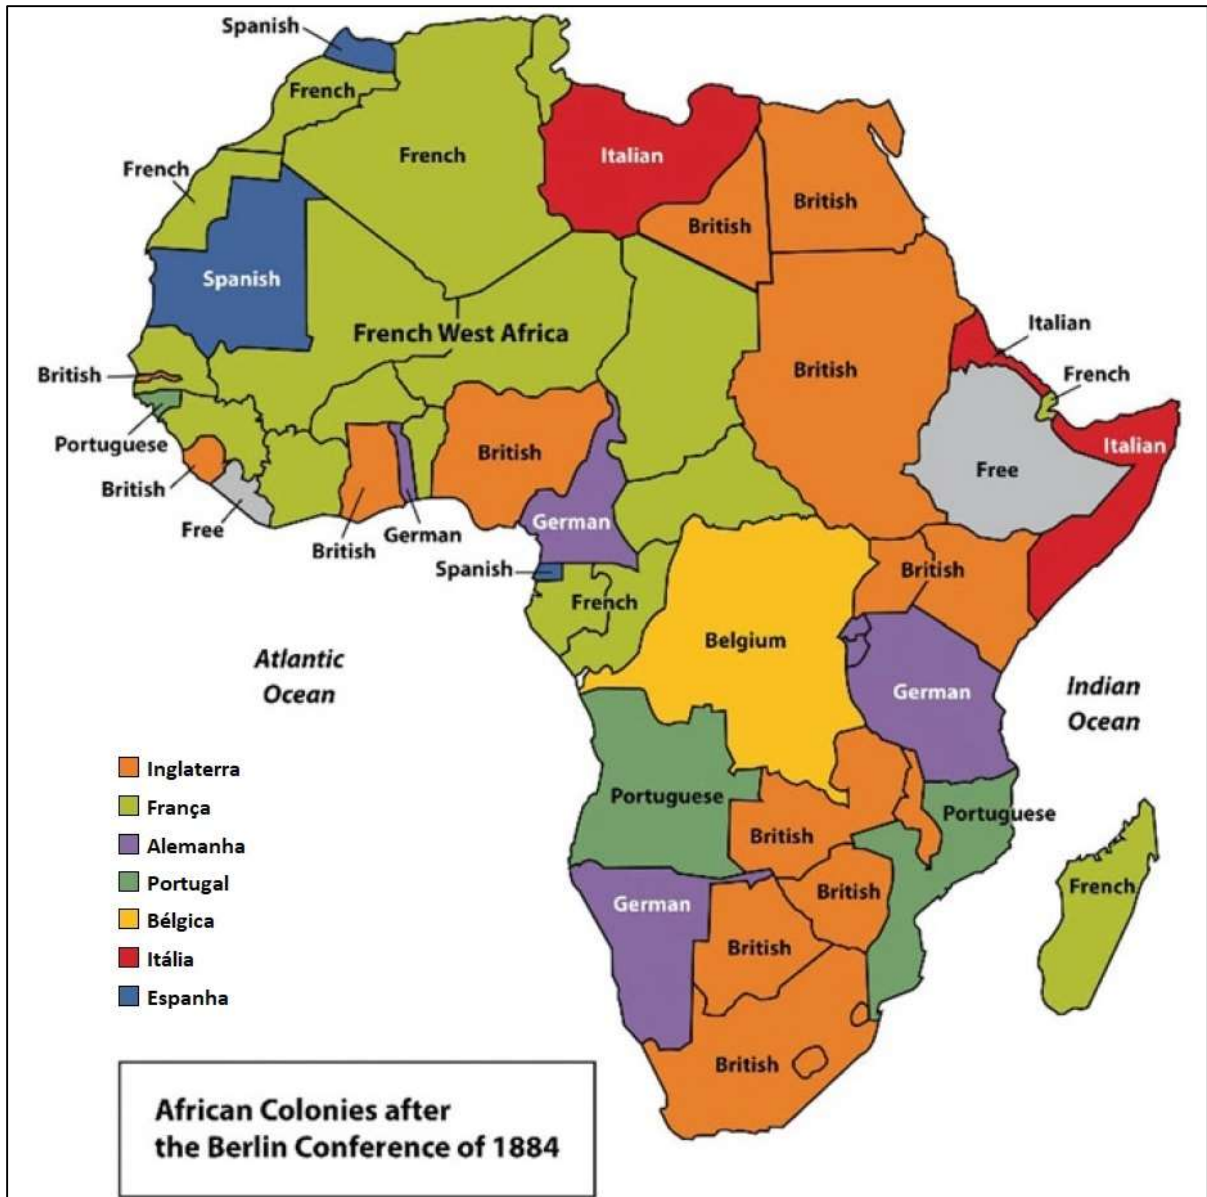 Spanish
French
French
French
Italian
British
British
Spanish
French West Africa
British
Italian
French
British
Portuguese
British
Free
British
German
British
German
Spanish
French
Free
Italian
British
Belgium
German
Atlantic
Ocean
Indian
Ocean
Portuguese
Portuguese
British
British
German
British
French
British
Inglaterra
França
Alemanha
Portugal
Bélgica
Itália
Espanha
African Colonies after
the Berlin Conference of 1884